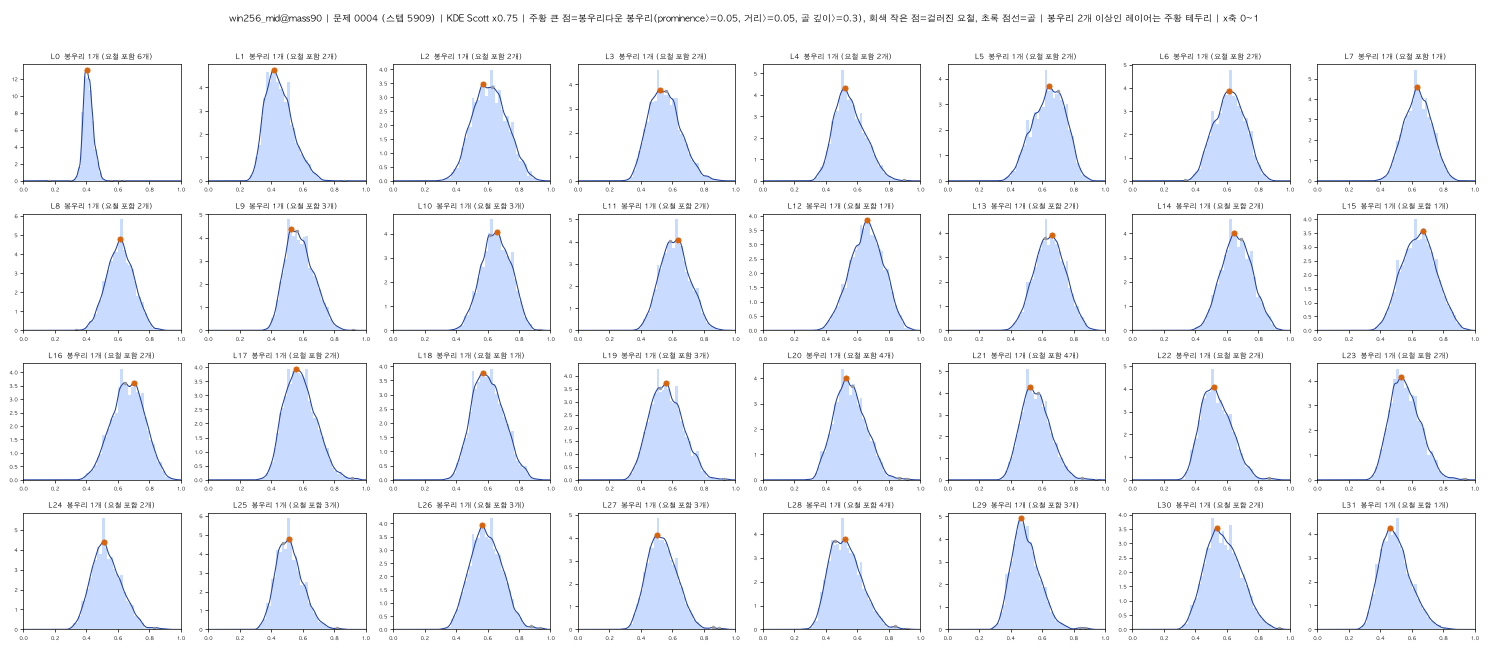 win256_mid@mass90 | 문제 0004 (스텝 5909) | KDE Scott x0.75 | 주황 큰 점=봉우리다운 봉우리(prominence>=0.05, 거리>=0.05, 골 깊이>=0.3), 회색 작은 점=걸러진 요철, 초록 점선=골 | 봉우리 2개 이상인 레이어는 주황 테두리 | x축 0~1
L0 봉우리 1개 (요철 포함 6개)
L1 봉우리 1개 (요철 포함 2개)
L2 봉우리 1개 (요철 포함 2개)
L3 봉우리 1개 (요철 포함 2개)
L4 봉우리 1개 (요철 포함 2개)
L5 봉우리 1개 (요철 포함 2개)
L6 봉우리 1개 (요철 포함 2개)
L7 봉우리 1개 (요철 포함 1개)
L8 봉우리 1개 (요철 포함 2개)
L9 봉우리 1개 (요철 포함 3개)
L10 봉우리 1개 (요철 포함 3개)
L11 봉우리 1개 (요철 포함 2개)
L12 봉우리 1개 (요철 포함 1개)
L13 봉우리 1개 (요철 포함 2개)
L14 봉우리 1개 (요철 포함 2개)
L15 봉우리 1개 (요철 포함 1개)
L16 봉우리 1개 (요철 포함 2개)
L17 봉우리 1개 (요철 포함 2개)
L18 봉우리 1개 (요철 포함 1개)
L19 봉우리 1개 (요철 포함 3개)
L20 봉우리 1개 (요철 포함 4개)
L21 봉우리 1개 (요철 포함 4개)
L22 봉우리 1개 (요철 포함 2개)
L23 봉우리 1개 (요철 포함 2개)
L24 봉우리 1개 (요철 포함 2개)
L25 봉우리 1개 (요철 포함 3개)
L26 봉우리 1개 (요철 포함 3개)
L27 봉우리 1개 (요철 포함 3개)
L28 봉우리 1개 (요철 포함 4개)
L29 봉우리 1개 (요철 포함 3개)
L30 봉우리 1개 (요철 포함 2개)
L31 봉우리 1개 (요철 포함 1개)